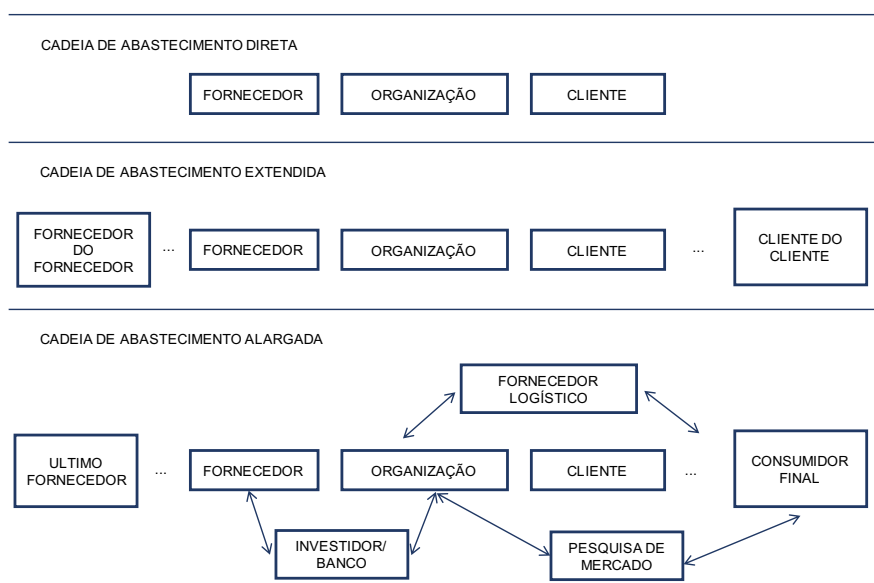 CADEIA DE ABASTECIMENTO DIRETA
FORNECEDOR
ORGANIZAÇÃO
CLIENTE
CADEIA DE ABASTECIMENTO EXTENDIDA
FORNECEDOR
DO
FORNECEDOR
...
FORNECEDOR
ORGANIZAÇÃO
CLIENTE
...
CLIENTE DO
CLIENTE
CADEIA DE ABASTECIMENTO ALARGADA
FORNECEDOR
LOGÍSTICO
ULTIMO
FORNECEDOR
...
FORNECEDOR
ORGANIZAÇÃO
CLIENTE
...
CONSUMIDOR
FINAL
INVESTIDOR/
BANCO
PESQUISA DE
MERCADO